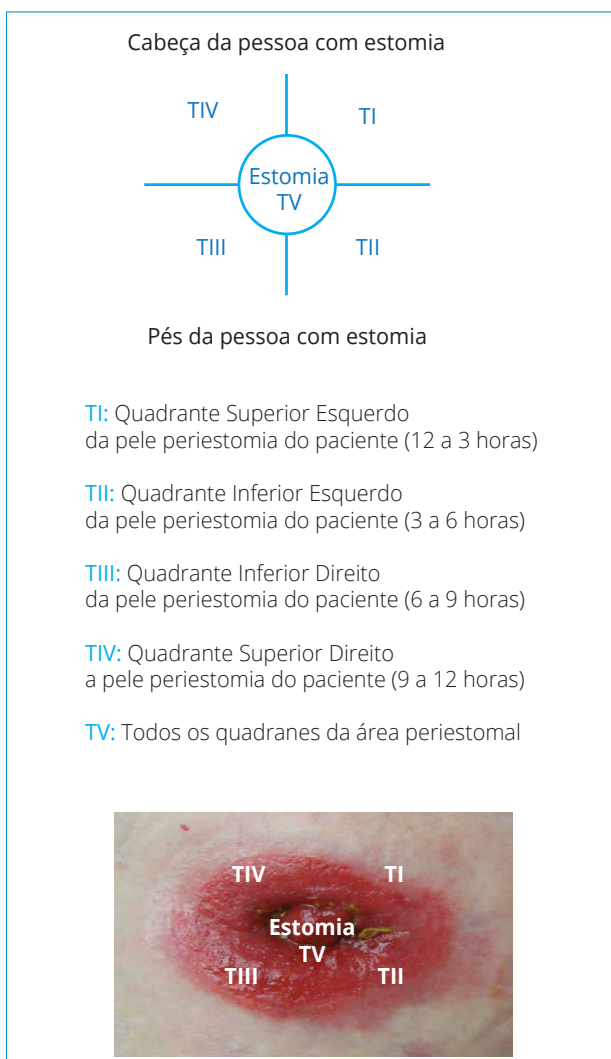 Cabeça da pessoa com estomia
TIV
TI
Estomia
TV
TIII
TII
Pés da pessoa com estomia
TI: Quadrante Superior Esquerdo
da pele periestomia do paciente (12 a 3 horas)
TII: Quadrante Inferior Esquerdo
da pele periestomia do paciente (3 a 6 horas)
TIII: Quadrante Inferior Direito
da pele periestomia do paciente (6 a 9 horas)
TIV: Quadrante Superior Direito
a pele periestomia do paciente (9 a 12 horas)
TV: Todos os quadranes da área periestomal
TIV
TI
Estomia
TV
TIII
TII